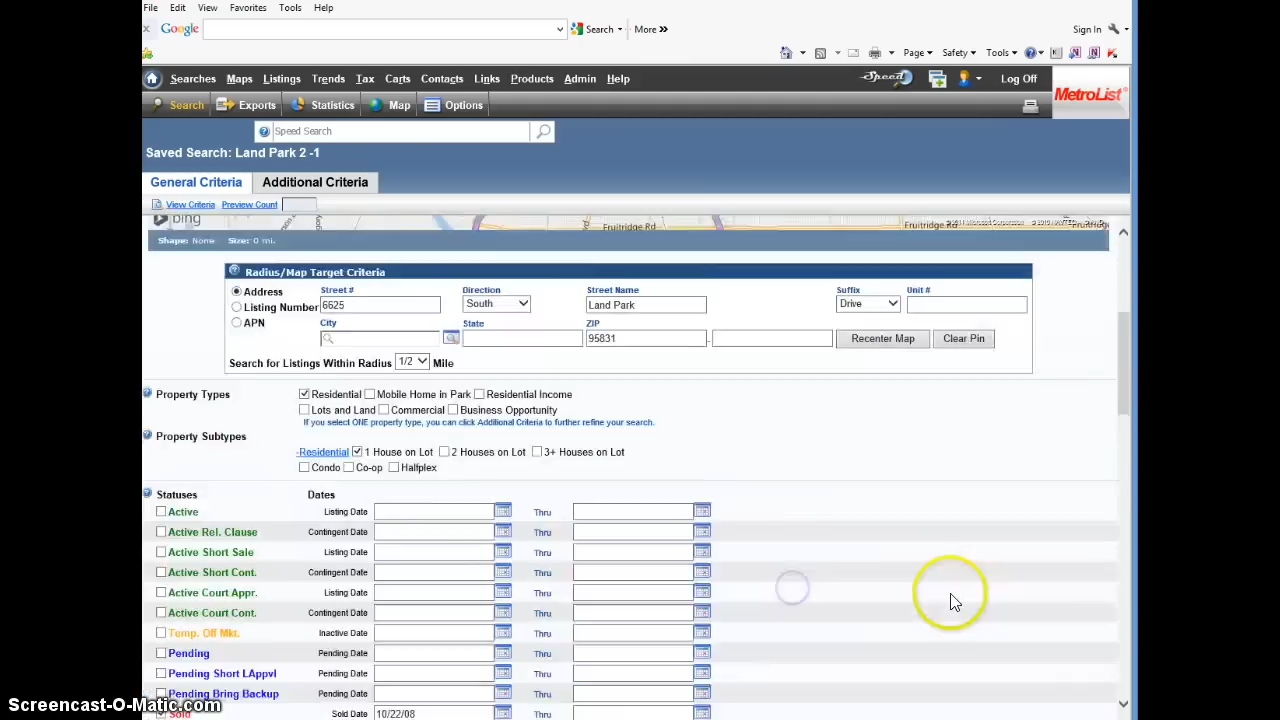 File Edit View Favorites Tools Help
x Google Search More »
Sign In
Page Safety Tools
Searches Maps Listings Trends Tax Carts Contacts Links Products Admin Help Speed Log Off
MetroList®
Search Exports Statistics Map Options
Speed Search
Saved Search: Land Park 2 -1
General Criteria Additional Criteria
View Criteria Preview Count
bing Fruitridge Rd Fruitridge
Shape: None Size: 0 mi.
Radius/Map Target Criteria
Address Street # Direction Street Name Suffix Unit #
6625 South Land Park Drive
Listing Number
APN City State ZIP
95831 - Recenter Map Clear Pin
Search for Listings Within Radius 1/2 Mile
Property Types Residential Mobile Home in Park Residential Income
Lots and Land Commercial Business Opportunity
If you select ONE property type, you can click Additional Criteria to further refine your search.
Property Subtypes
-Residential 1 House on Lot 2 Houses on Lot 3+ Houses on Lot
Condo Co-op Halfplex
Statuses Dates
Active Listing Date Thru
Active Rel. Clause Contingent Date Thru
Active Short Sale Listing Date Thru
Active Short Cont. Contingent Date Thru
Active Court Appr. Listing Date Thru
Active Court Cont. Contingent Date Thru
Temp. Off Mkt. Inactive Date Thru
Pending Pending Date Thru
Pending Short LAppvl Pending Date Thru
Pending Bring Backup Pending Date Thru
Sold Sold Date 10/22/08 Thru
Screencast-O-Matic.com